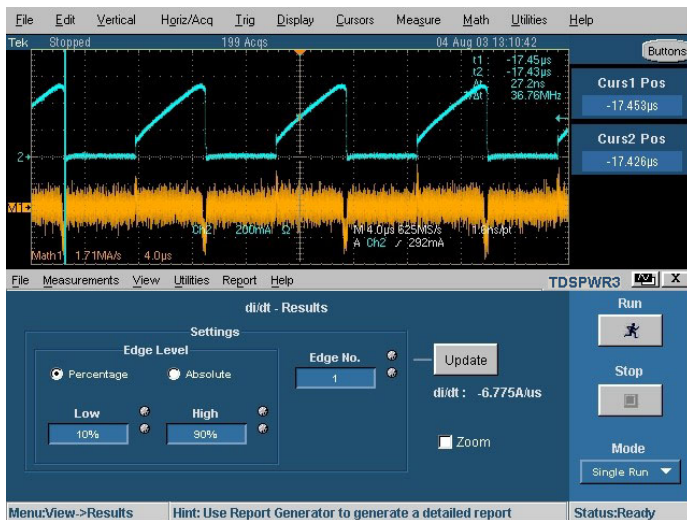 File Edit Vertical Horiz/Acq Trig Display Cursors Measure Math Utilities Help
Tek Stopped 199 Acqs 04 Aug 03 13:10:42
Buttons
t1 : -17.45µs
t2 : -17.43µs
27.2ns
36.76MHz
Curs1 Pos
-17.453µs
Curs2 Pos
-17.426µs
2
M1
Ch2 200mA Ω M 4.0µs 625MS/s 1.6ns/pt
A Ch2 292mA
Math1 1.71MA/s 4.0µs
File Measurements View Utilities Report Help TDSPWR3 X
di/dt - Results
Settings
Edge Level
Percentage Absolute
Low High
10% 90%
Edge No.
1
Update
di/dt : -6.775A/us
Zoom
Run
Stop
Mode
Single Run
Menu:View->Results Hint: Use Report Generator to generate a detailed report Status:Ready